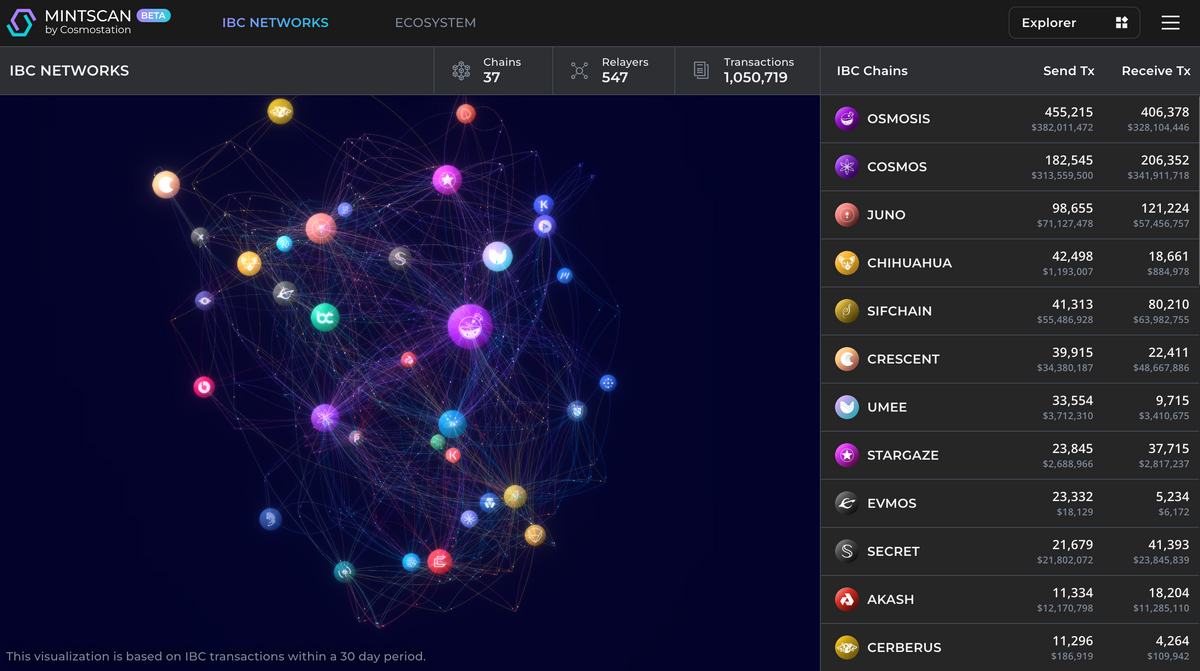 MINTSCAN BETA
by Cosmostation
IBC NETWORKS
ECOSYSTEM
Explorer
IBC NETWORKS
Chains
37
Relayers
547
Transactions
1,050,719
IBC Chains Send Tx Receive Tx
OSMOSIS 455,215 406,378
$382,011,472 $328,104,446
COSMOS 182,545 206,352
$313,559,500 $341,911,718
JUNO 98,655 121,224
$71,127,478 $57,456,757
CHIHUAHUA 42,498 18,661
$1,193,007 $884,978
SIFCHAIN 41,313 80,210
$55,486,928 $63,982,755
CRESCENT 39,915 22,411
$34,380,187 $48,667,886
UMEE 33,554 9,715
$3,712,310 $3,410,675
STARGAZE 23,845 37,715
$2,688,966 $2,817,237
EVMOS 23,332 5,234
$18,129 $6,172
SECRET 21,679 41,393
$21,802,072 $23,845,839
AKASH 11,334 18,204
$12,170,798 $11,285,110
CERBERUS 11,296 4,264
$186,919 $109,942
This visualization is based on IBC transactions within a 30 day period.